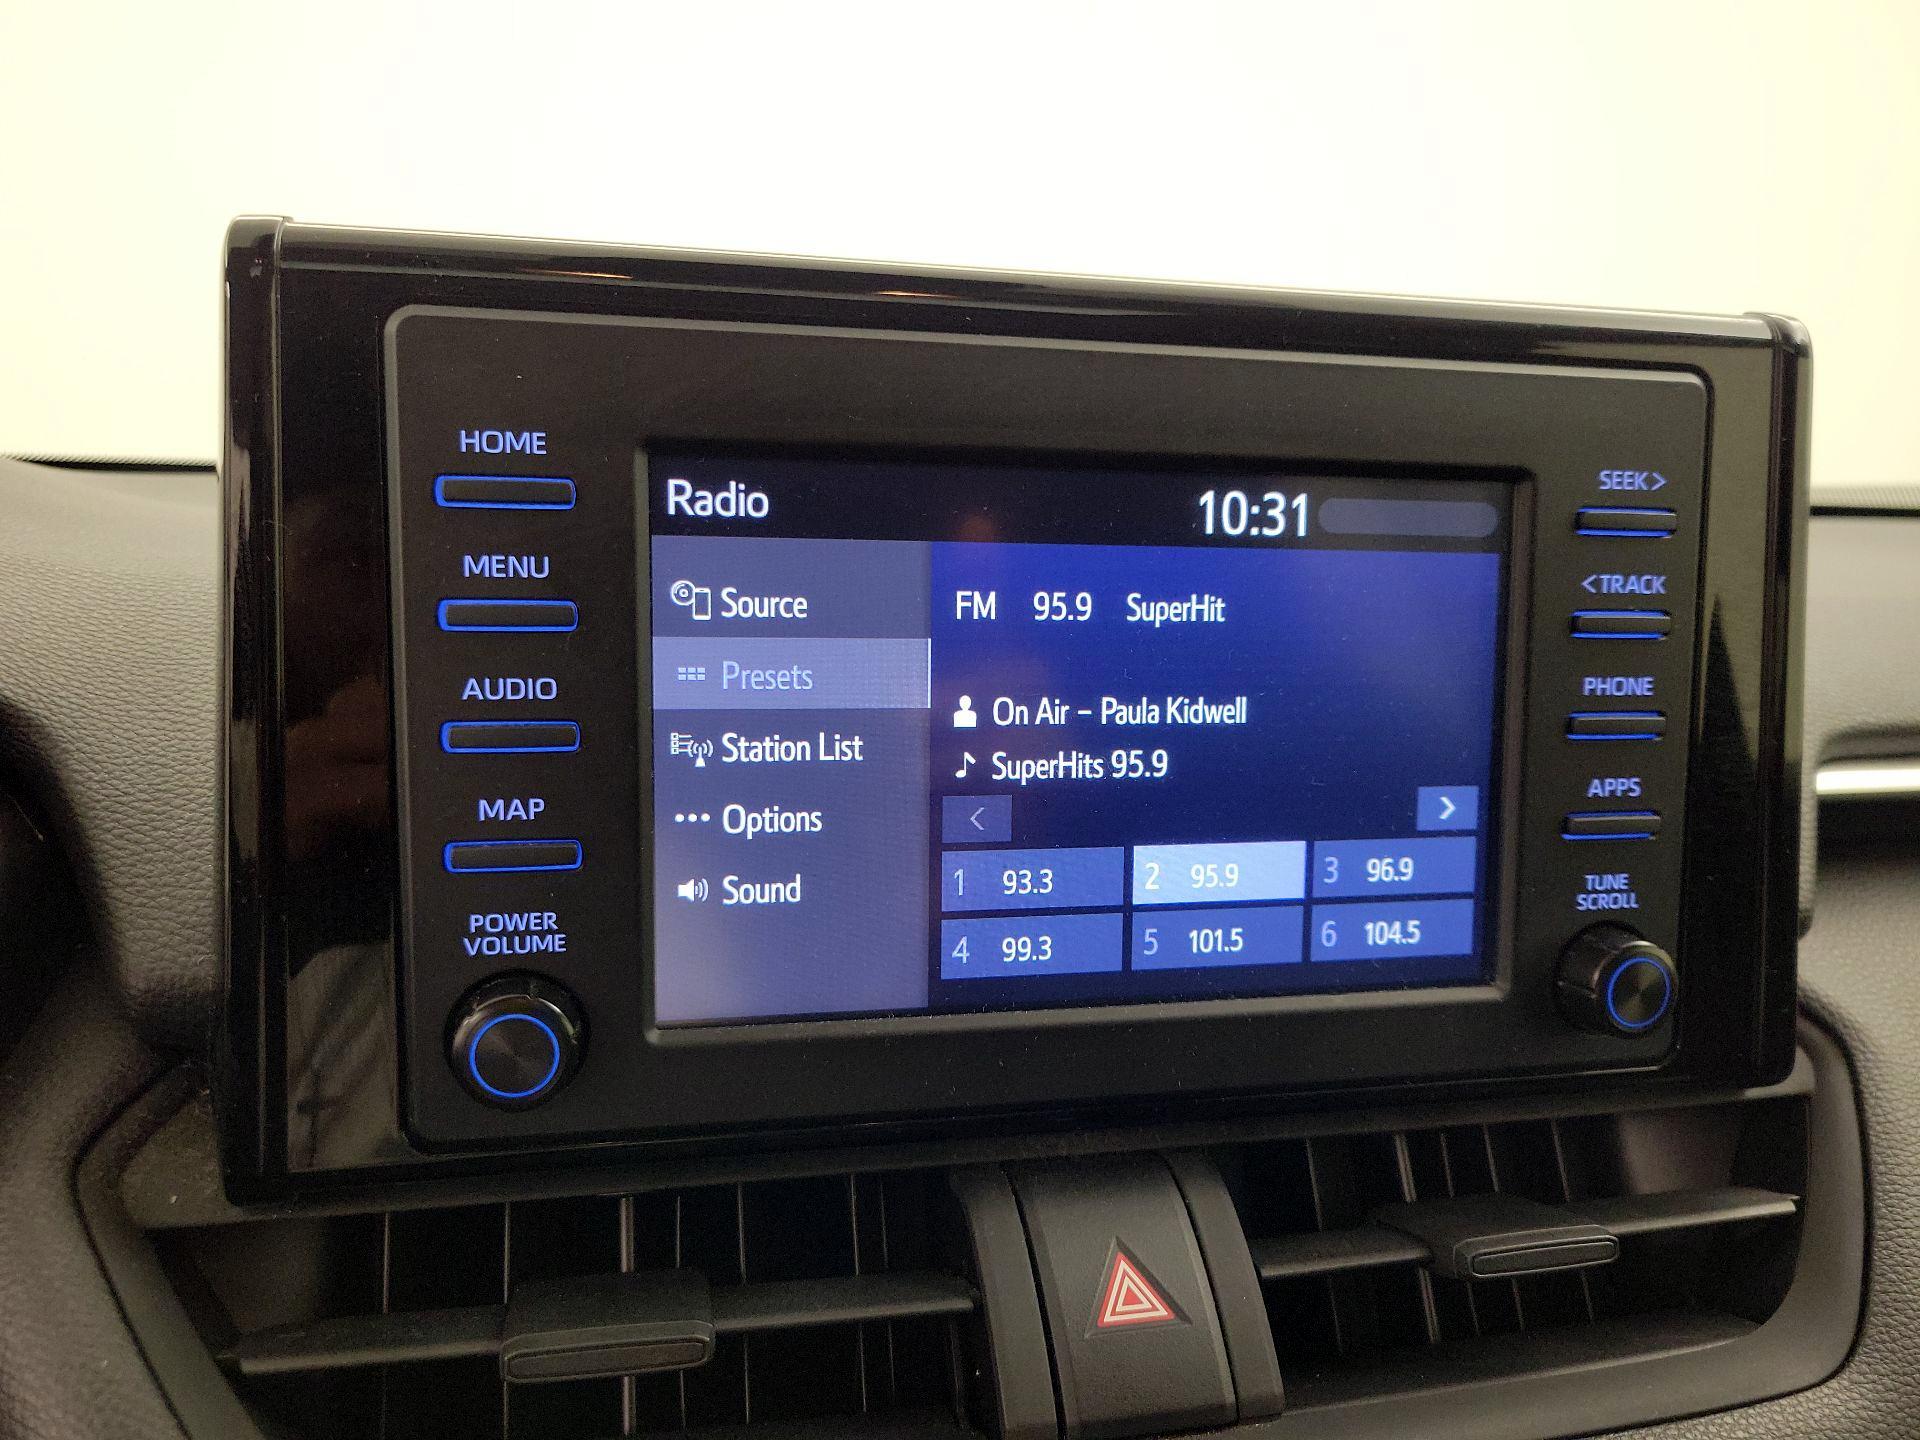 HOME
MENU
AUDIO
MAP
POWER
VOLUME
Radio
10:31
Source
Presets
Station List
Options
Sound
FM 95.9 SuperHit
On Air – Paula Kidwell
SuperHits 95.9
< >
1 93.3 2 95.9 3 96.9
4 99.3 5 101.5 6 104.5
SEEK>
<TRACK
PHONE
APPS
TUNE
SCROLL